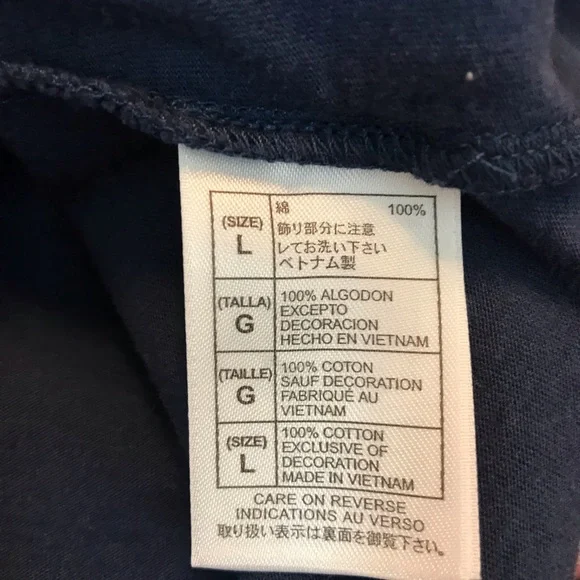 (SIZE)
L
綿 100%
飾リ部分に注意
レてお洗い下さい
ベトナム製
(TALLA)
G
100% ALGODON
EXCEPTO
DECORACION
HECHO EN VIETNAM
(TAILLE)
G
100% COTON
SAUF DECORATION
FABRIQUÉ AU
VIETNAM
(SIZE)
L
100% COTTON
EXCLUSIVE OF
DECORATION
MADE IN VIETNAM
CARE ON REVERSE
INDICATIONS AU VERSO
取り扱い表示は裏面を御覧下さい